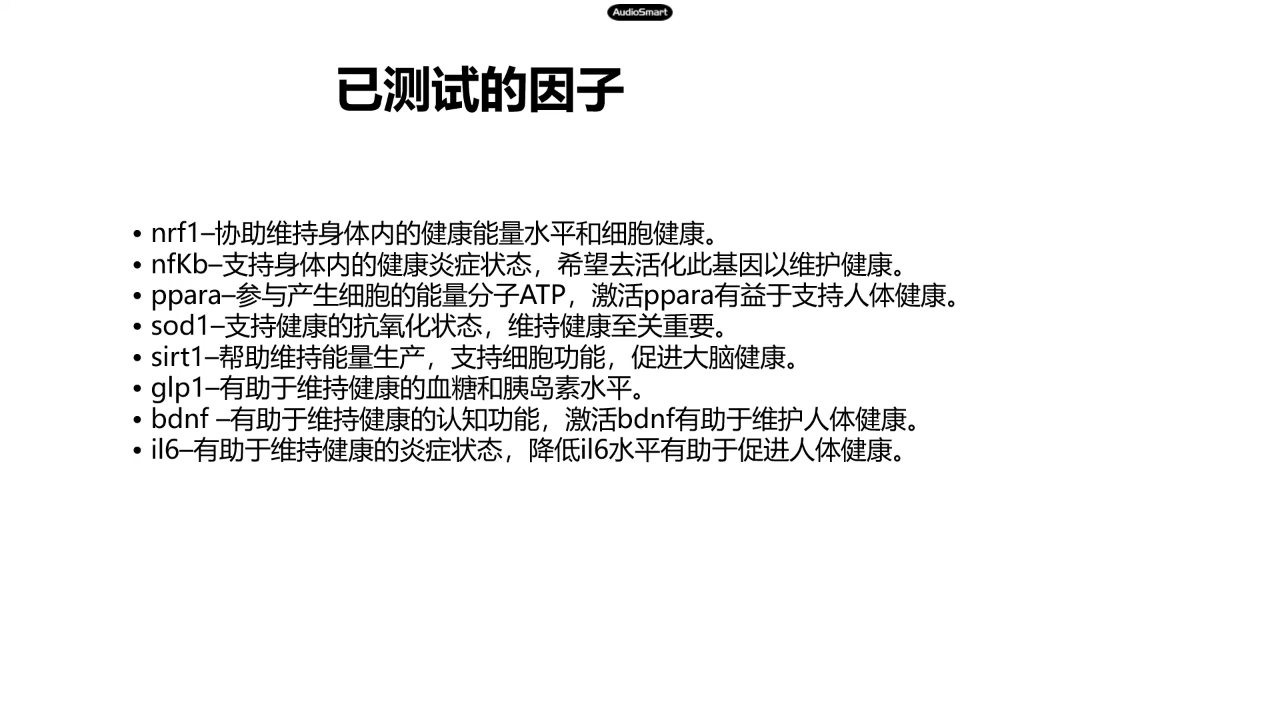 AudioSmart
已测试的因子
• nrf1–协助维持身体内的健康能量水平和细胞健康。
• nfKb–支持身体内的健康炎症状态，希望去活化此基因以维护健康。
• ppara–参与产生细胞的能量分子ATP，激活ppara有益于支持人体健康。
• sod1–支持健康的抗氧化状态，维持健康至关重要。
• sirt1–帮助维持能量生产，支持细胞功能，促进大脑健康。
• glp1–有助于维持健康的血糖和胰岛素水平。
• bdnf –有助于维持健康的认知功能，激活bdnf有助于维护人体健康。
• il6–有助于维持健康的炎症状态，降低il6水平有助于促进人体健康。